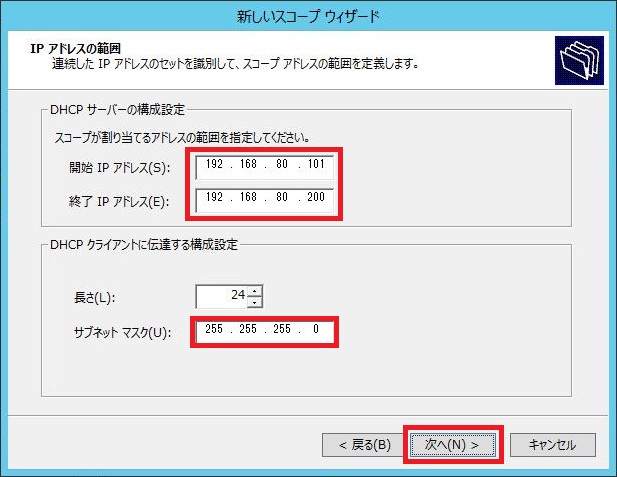 新しいスコープ ウィザード
IP アドレスの範囲
連続した IP アドレスのセットを識別して、スコープ アドレスの範囲を定義します。
DHCP サーバーの構成設定
スコープが割り当てるアドレスの範囲を指定してください。
開始 IP アドレス(S): 192 . 168 . 80 . 101
終了 IP アドレス(E): 192 . 168 . 80 . 200
DHCP クライアントに伝達する構成設定
長さ(L): 24
サブネット マスク(U): 255 . 255 . 255 . 0
< 戻る(B) 次へ(N) > キャンセル